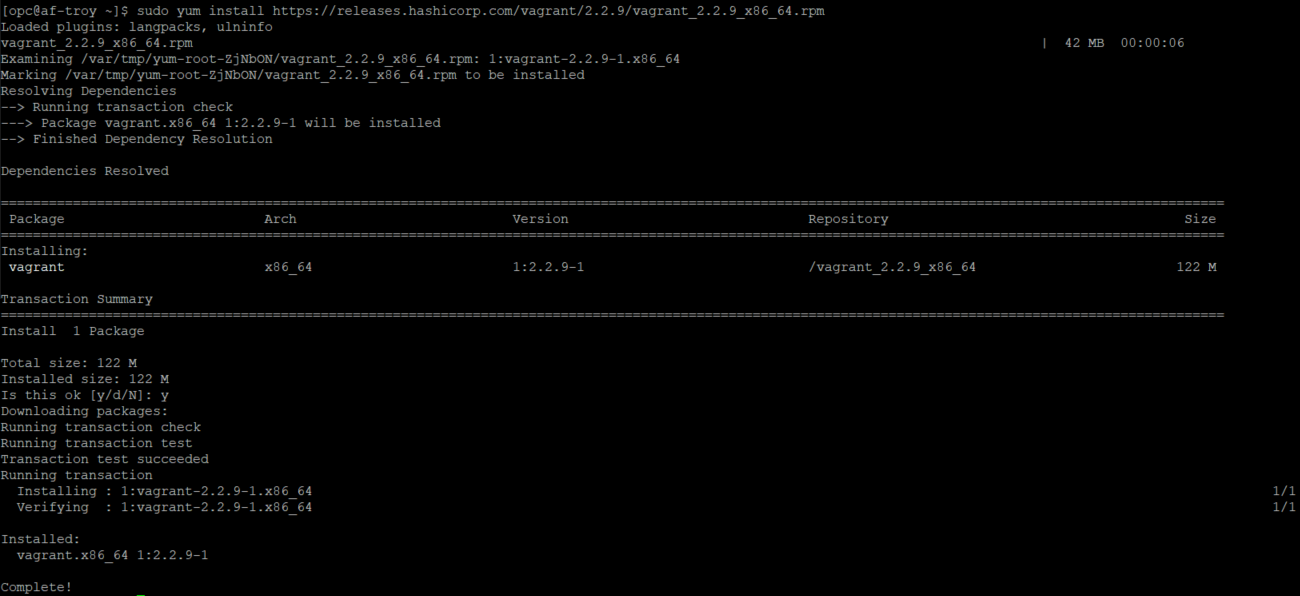 [opc@af-troy ~]$ sudo yum install https://releases.hashicorp.com/vagrant/2.2.9/vagrant_2.2.9_x86_64.rpm
Loaded plugins: langpacks, ulninfo
vagrant_2.2.9_x86_64.rpm | 42 MB 00:00:06
Examining /var/tmp/yum-root-ZjNbON/vagrant_2.2.9_x86_64.rpm: 1:vagrant-2.2.9-1.x86_64
Marking /var/tmp/yum-root-ZjNbON/vagrant_2.2.9_x86_64.rpm to be installed
Resolving Dependencies
--> Running transaction check
---> Package vagrant.x86_64 1:2.2.9-1 will be installed
--> Finished Dependency Resolution
Dependencies Resolved
Package Arch Version Repository Size
Installing:
vagrant x86_64 1:2.2.9-1 /vagrant_2.2.9_x86_64 122 M
Transaction Summary
Install 1 Package
Total size: 122 M
Installed size: 122 M
Is this ok [y/d/N]: y
Downloading packages:
Running transaction check
Running transaction test
Transaction test succeeded
Running transaction
Installing : 1:vagrant-2.2.9-1.x86_64 1/1
Verifying : 1:vagrant-2.2.9-1.x86_64 1/1
Installed:
vagrant.x86_64 1:2.2.9-1
Complete!